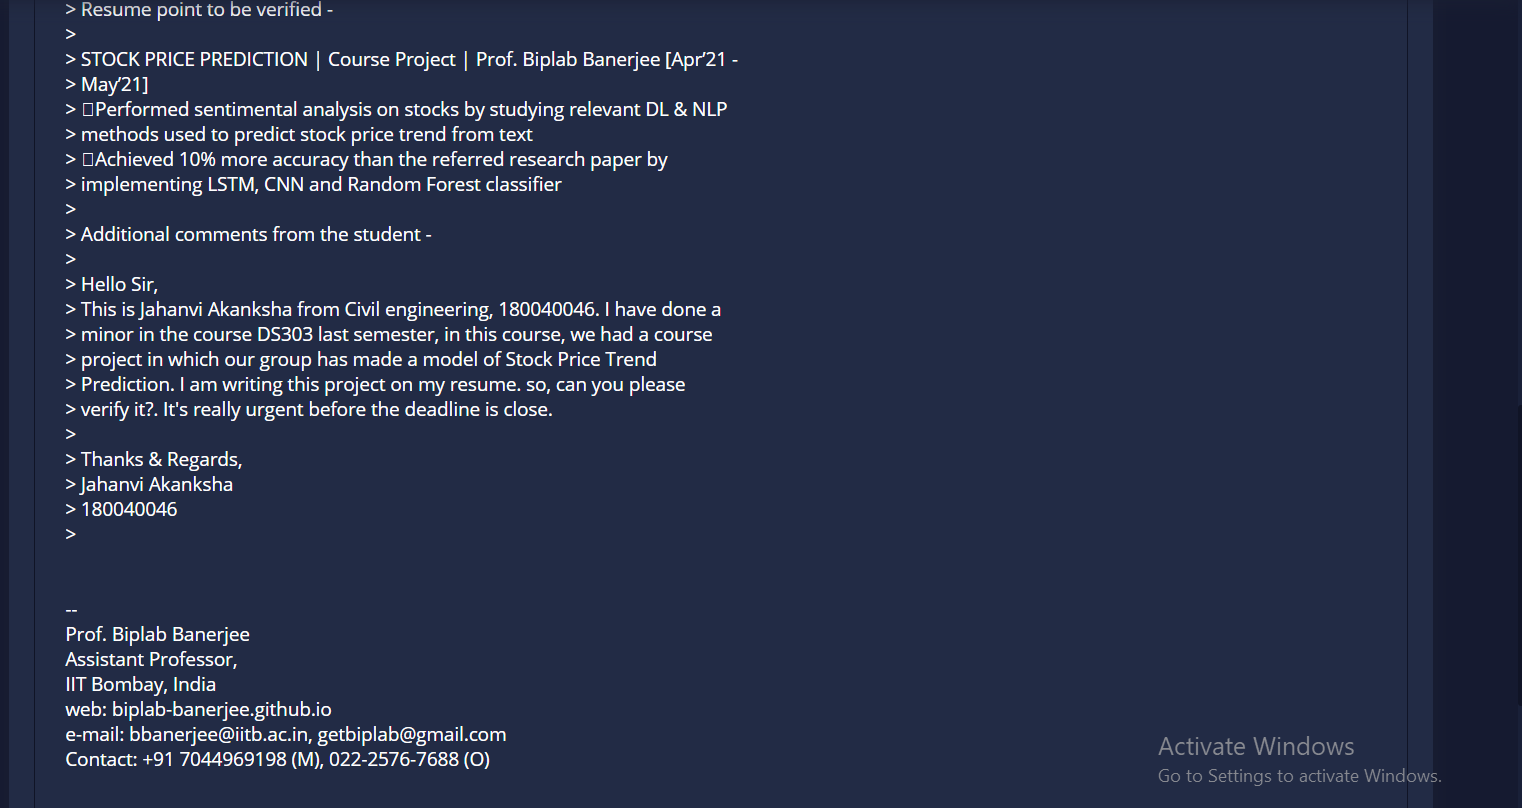 > Resume point to be verified -
>
> STOCK PRICE PREDICTION | Course Project | Prof. Biplab Banerjee [Apr’21 -
> May’21]
> Performed sentimental analysis on stocks by studying relevant DL & NLP
> methods used to predict stock price trend from text
> Achieved 10% more accuracy than the referred research paper by
> implementing LSTM, CNN and Random Forest classifier
>
> Additional comments from the student -
>
> Hello Sir,
> This is Jahanvi Akanksha from Civil engineering, 180040046. I have done a
> minor in the course DS303 last semester, in this course, we had a course
> project in which our group has made a model of Stock Price Trend
> Prediction. I am writing this project on my resume. so, can you please
> verify it?. It's really urgent before the deadline is close.
>
> Thanks & Regards,
> Jahanvi Akanksha
> 180040046
>
--
Prof. Biplab Banerjee
Assistant Professor,
IIT Bombay, India
web: biplab-banerjee.github.io
e-mail: bbanerjee@iitb.ac.in, getbiplab@gmail.com
Contact: +91 7044969198 (M), 022-2576-7688 (O)
Activate Windows
Go to Settings to activate Windows.